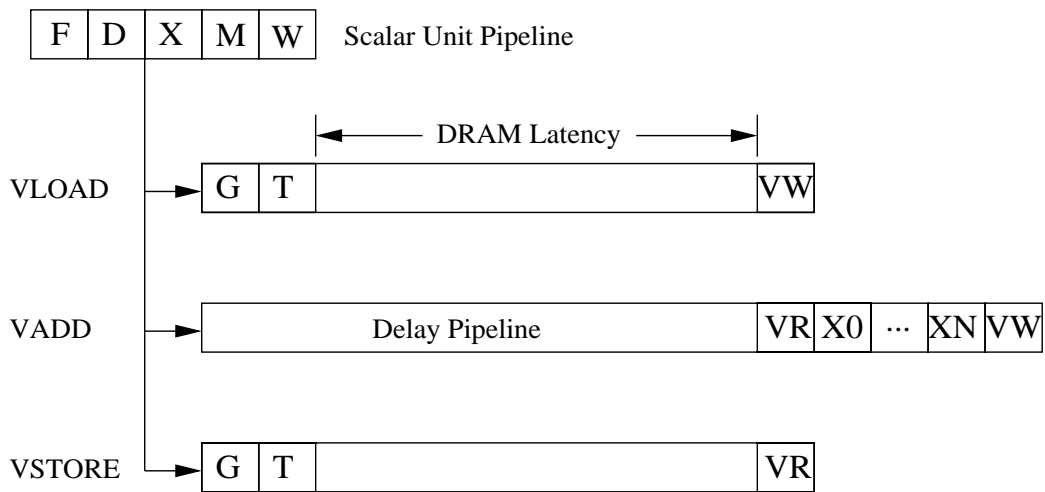 F D X M W Scalar Unit Pipeline
DRAM Latency
VLOAD G T VW
VADD Delay Pipeline VR X0 ... XN VW
VSTORE G T VR